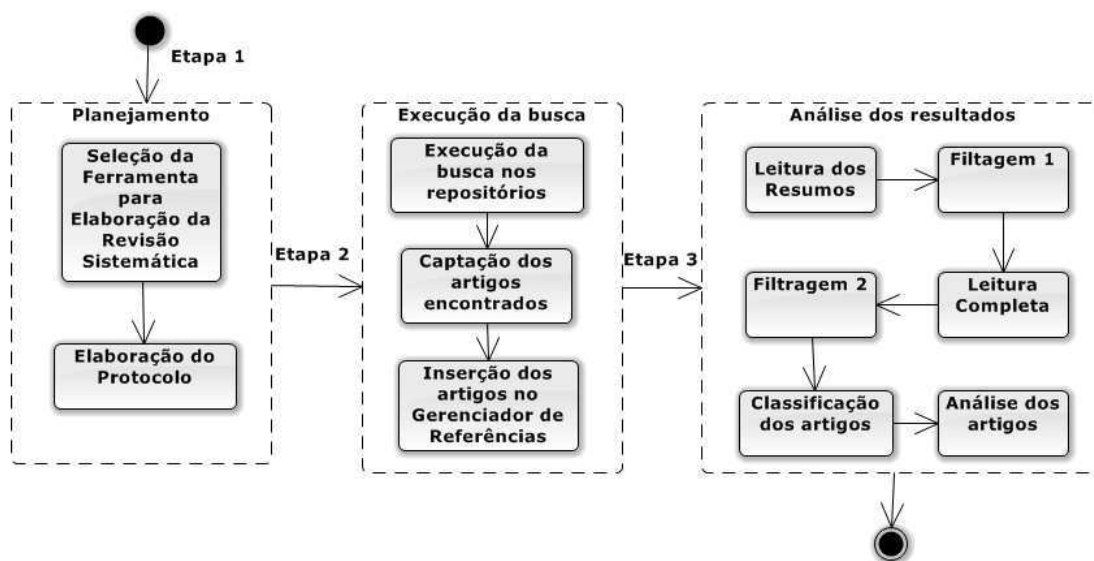 Etapa 1
Planejamento
Seleção da
Ferramenta
para
Elaboração da
Revisão
Sistemática
Elaboração do
Protocolo
Etapa 2
Execução da busca
Execução da
busca nos
repositórios
Captação dos
artigos
encontrados
Inserção dos
artigos no
Gerenciador de
Referências
Etapa 3
Análise dos resultados
Leitura dos
Resumos
Filtagem 1
Leitura
Completa
Filtragem 2
Classificação
dos artigos
Análise dos
artigos